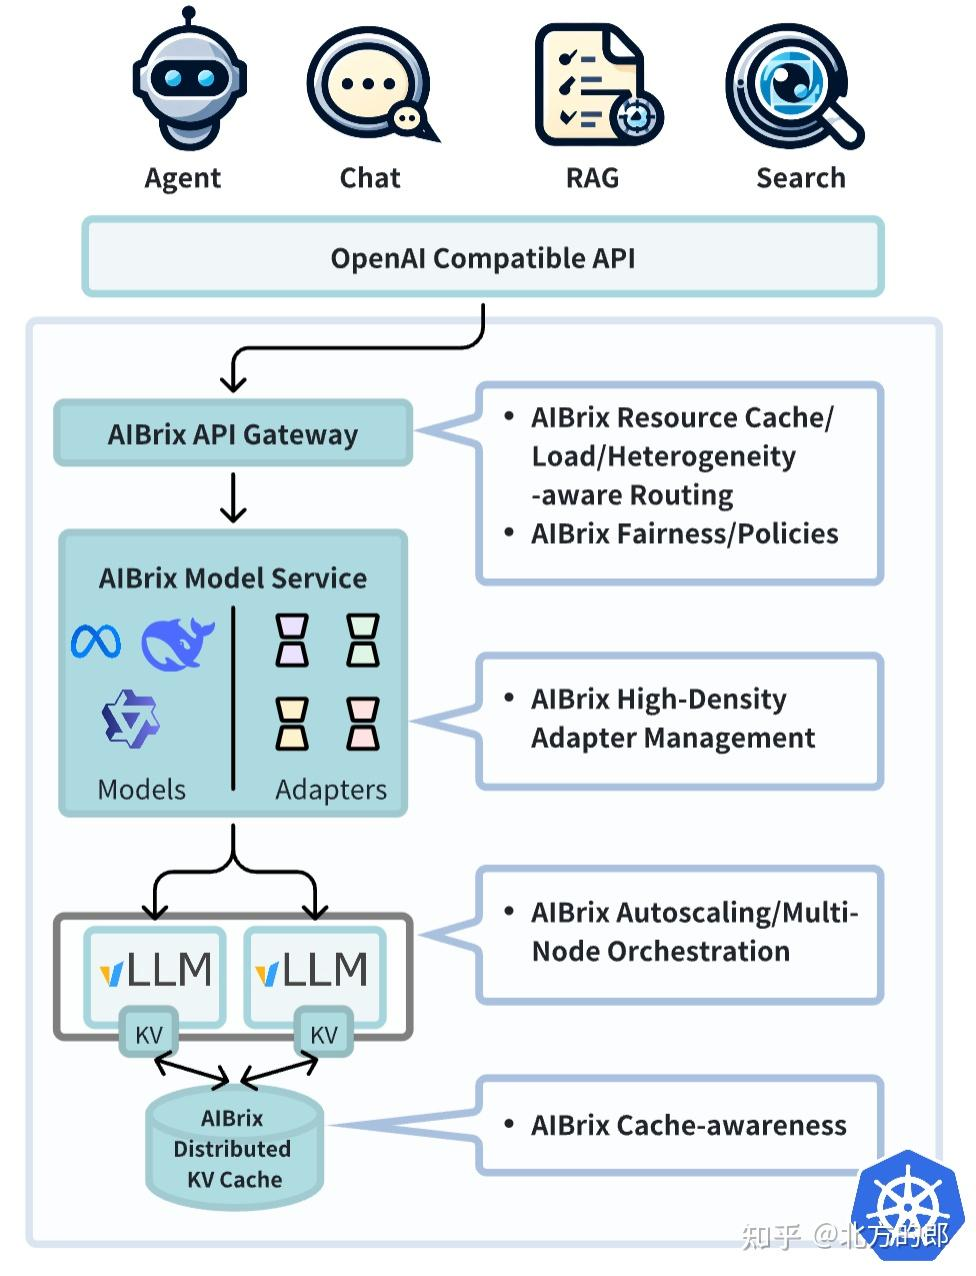 Agent
Chat
RAG
Search
OpenAI Compatible API
AIBrix API Gateway
• AIBrix Resource Cache/
Load/Heterogeneity
-aware Routing
• AIBrix Fairness/Policies
AIBrix Model Service
Models
Adapters
• AIBrix High-Density
Adapter Management
vLLM
vLLM
KV
KV
• AIBrix Autoscaling/Multi-
Node Orchestration
AIBrix
Distributed
KV Cache
• AIBrix Cache-awareness
知乎 @北方的郎